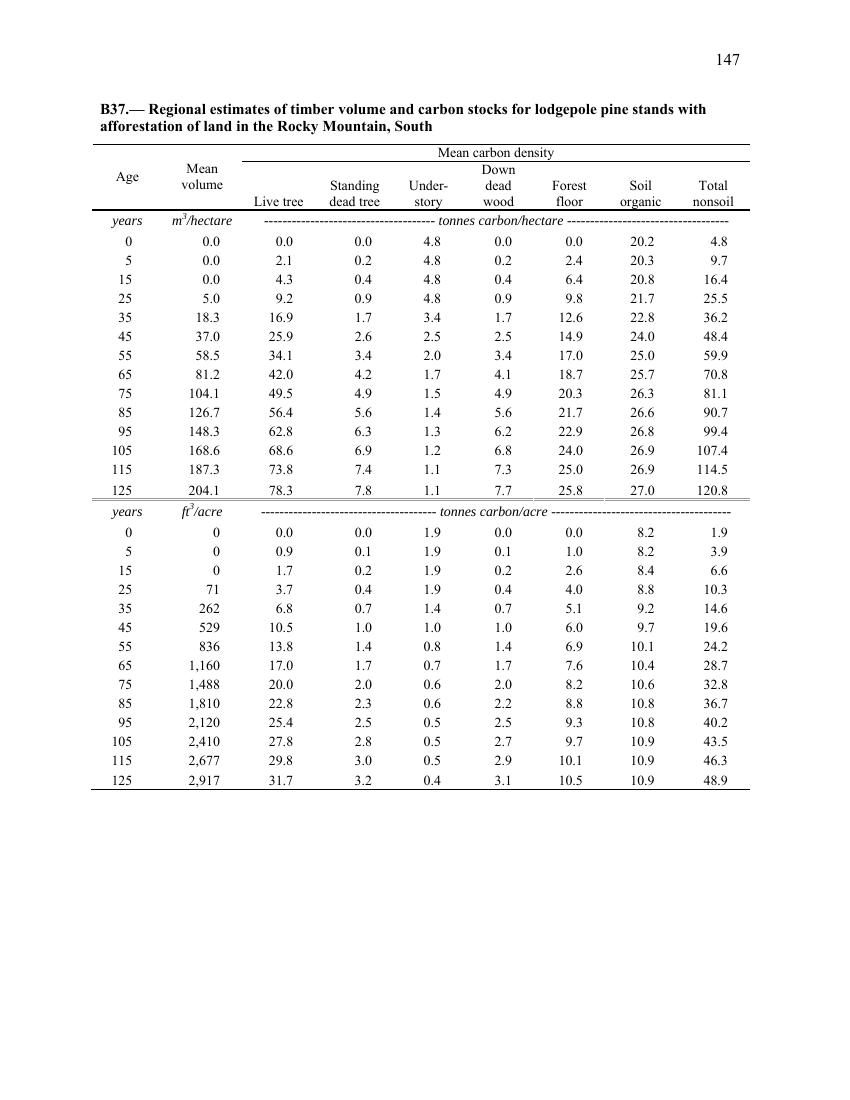 147
B37.— Regional estimates of timber volume and carbon stocks for lodgepole pine stands with
afforestation of land in the Rocky Mountain, South
Mean carbon density
Age Mean volume Live tree Standing dead tree Under-story Down dead wood Forest floor Soil organic Total nonsoil
years m³/hectare ------------------------------------- tonnes carbon/hectare -----------------------------------
0 0.0 0.0 0.0 4.8 0.0 0.0 20.2 4.8
5 0.0 2.1 0.2 4.8 0.2 2.4 20.3 9.7
15 0.0 4.3 0.4 4.8 0.4 6.4 20.8 16.4
25 5.0 9.2 0.9 4.8 0.9 9.8 21.7 25.5
35 18.3 16.9 1.7 3.4 1.7 12.6 22.8 36.2
45 37.0 25.9 2.6 2.5 2.5 14.9 24.0 48.4
55 58.5 34.1 3.4 2.0 3.4 17.0 25.0 59.9
65 81.2 42.0 4.2 1.7 4.1 18.7 25.7 70.8
75 104.1 49.5 4.9 1.5 4.9 20.3 26.3 81.1
85 126.7 56.4 5.6 1.4 5.6 21.7 26.6 90.7
95 148.3 62.8 6.3 1.3 6.2 22.9 26.8 99.4
105 168.6 68.6 6.9 1.2 6.8 24.0 26.9 107.4
115 187.3 73.8 7.4 1.1 7.3 25.0 26.9 114.5
125 204.1 78.3 7.8 1.1 7.7 25.8 27.0 120.8
years ft³/acre -------------------------------------- tonnes carbon/acre ---------------------------------------
0 0 0.0 0.0 1.9 0.0 0.0 8.2 1.9
5 0 0.9 0.1 1.9 0.1 1.0 8.2 3.9
15 0 1.7 0.2 1.9 0.2 2.6 8.4 6.6
25 71 3.7 0.4 1.9 0.4 4.0 8.8 10.3
35 262 6.8 0.7 1.4 0.7 5.1 9.2 14.6
45 529 10.5 1.0 1.0 1.0 6.0 9.7 19.6
55 836 13.8 1.4 0.8 1.4 6.9 10.1 24.2
65 1,160 17.0 1.7 0.7 1.7 7.6 10.4 28.7
75 1,488 20.0 2.0 0.6 2.0 8.2 10.6 32.8
85 1,810 22.8 2.3 0.6 2.2 8.8 10.8 36.7
95 2,120 25.4 2.5 0.5 2.5 9.3 10.8 40.2
105 2,410 27.8 2.8 0.5 2.7 9.7 10.9 43.5
115 2,677 29.8 3.0 0.5 2.9 10.1 10.9 46.3
125 2,917 31.7 3.2 0.4 3.1 10.5 10.9 48.9